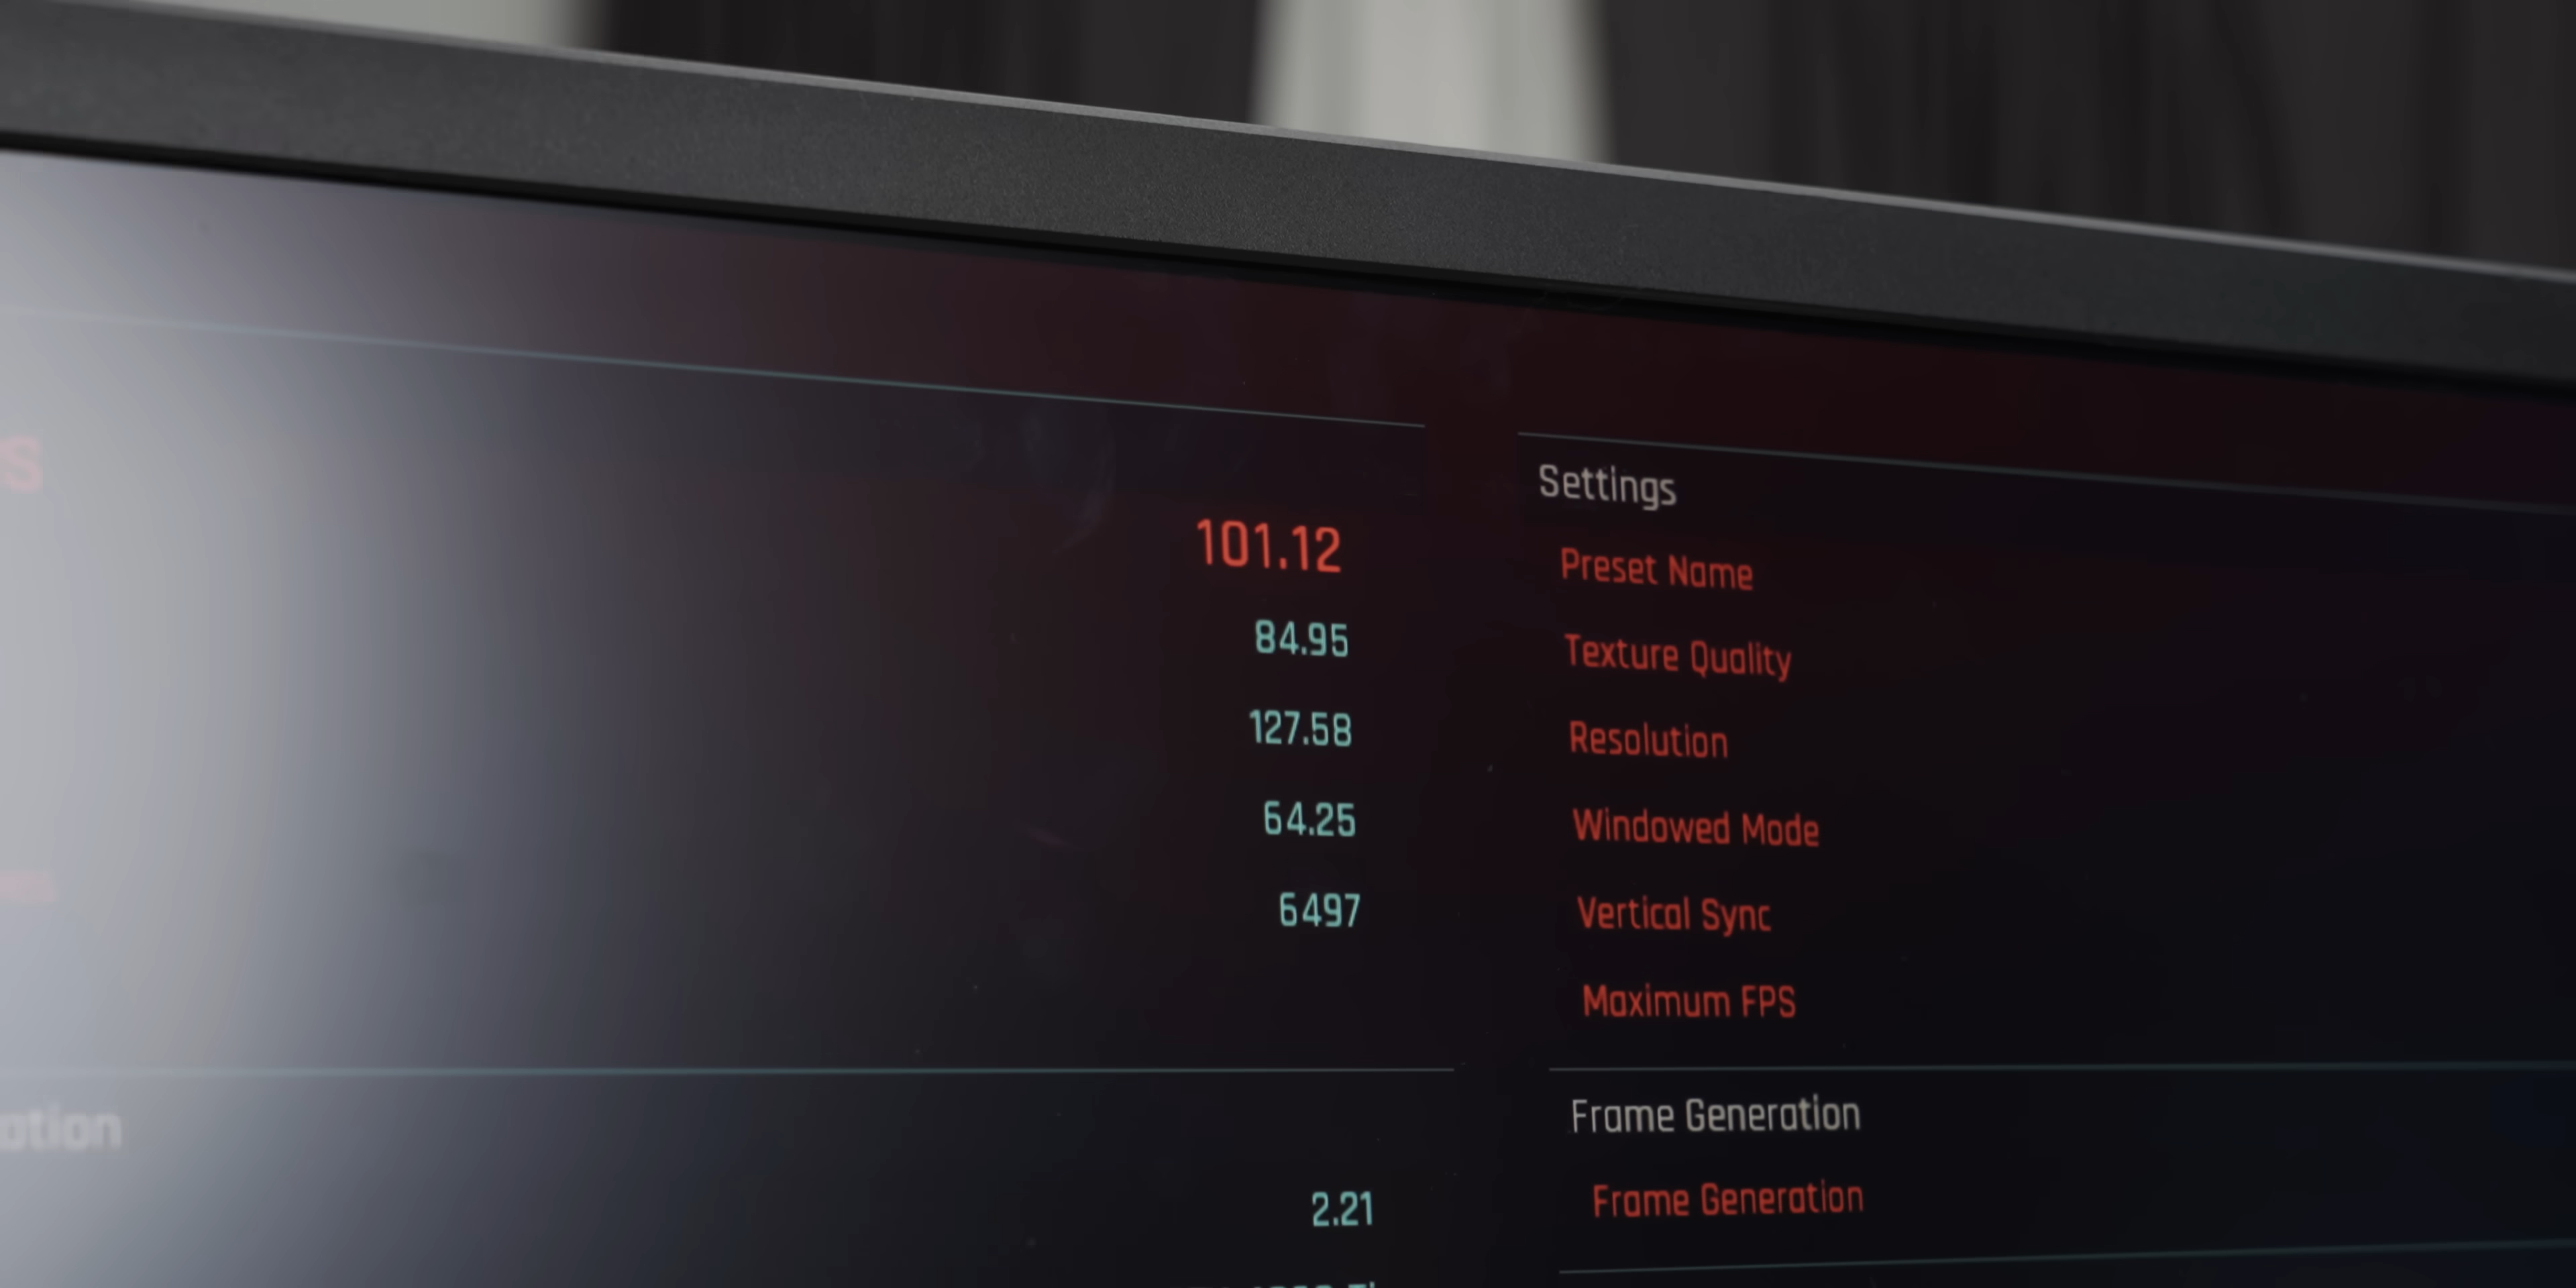 101.12
84.95
127.58
64.25
6497
2.21
Settings
Preset Name
Texture Quality
Resolution
Windowed Mode
Vertical Sync
Maximum FPS
Frame Generation
Frame Generation